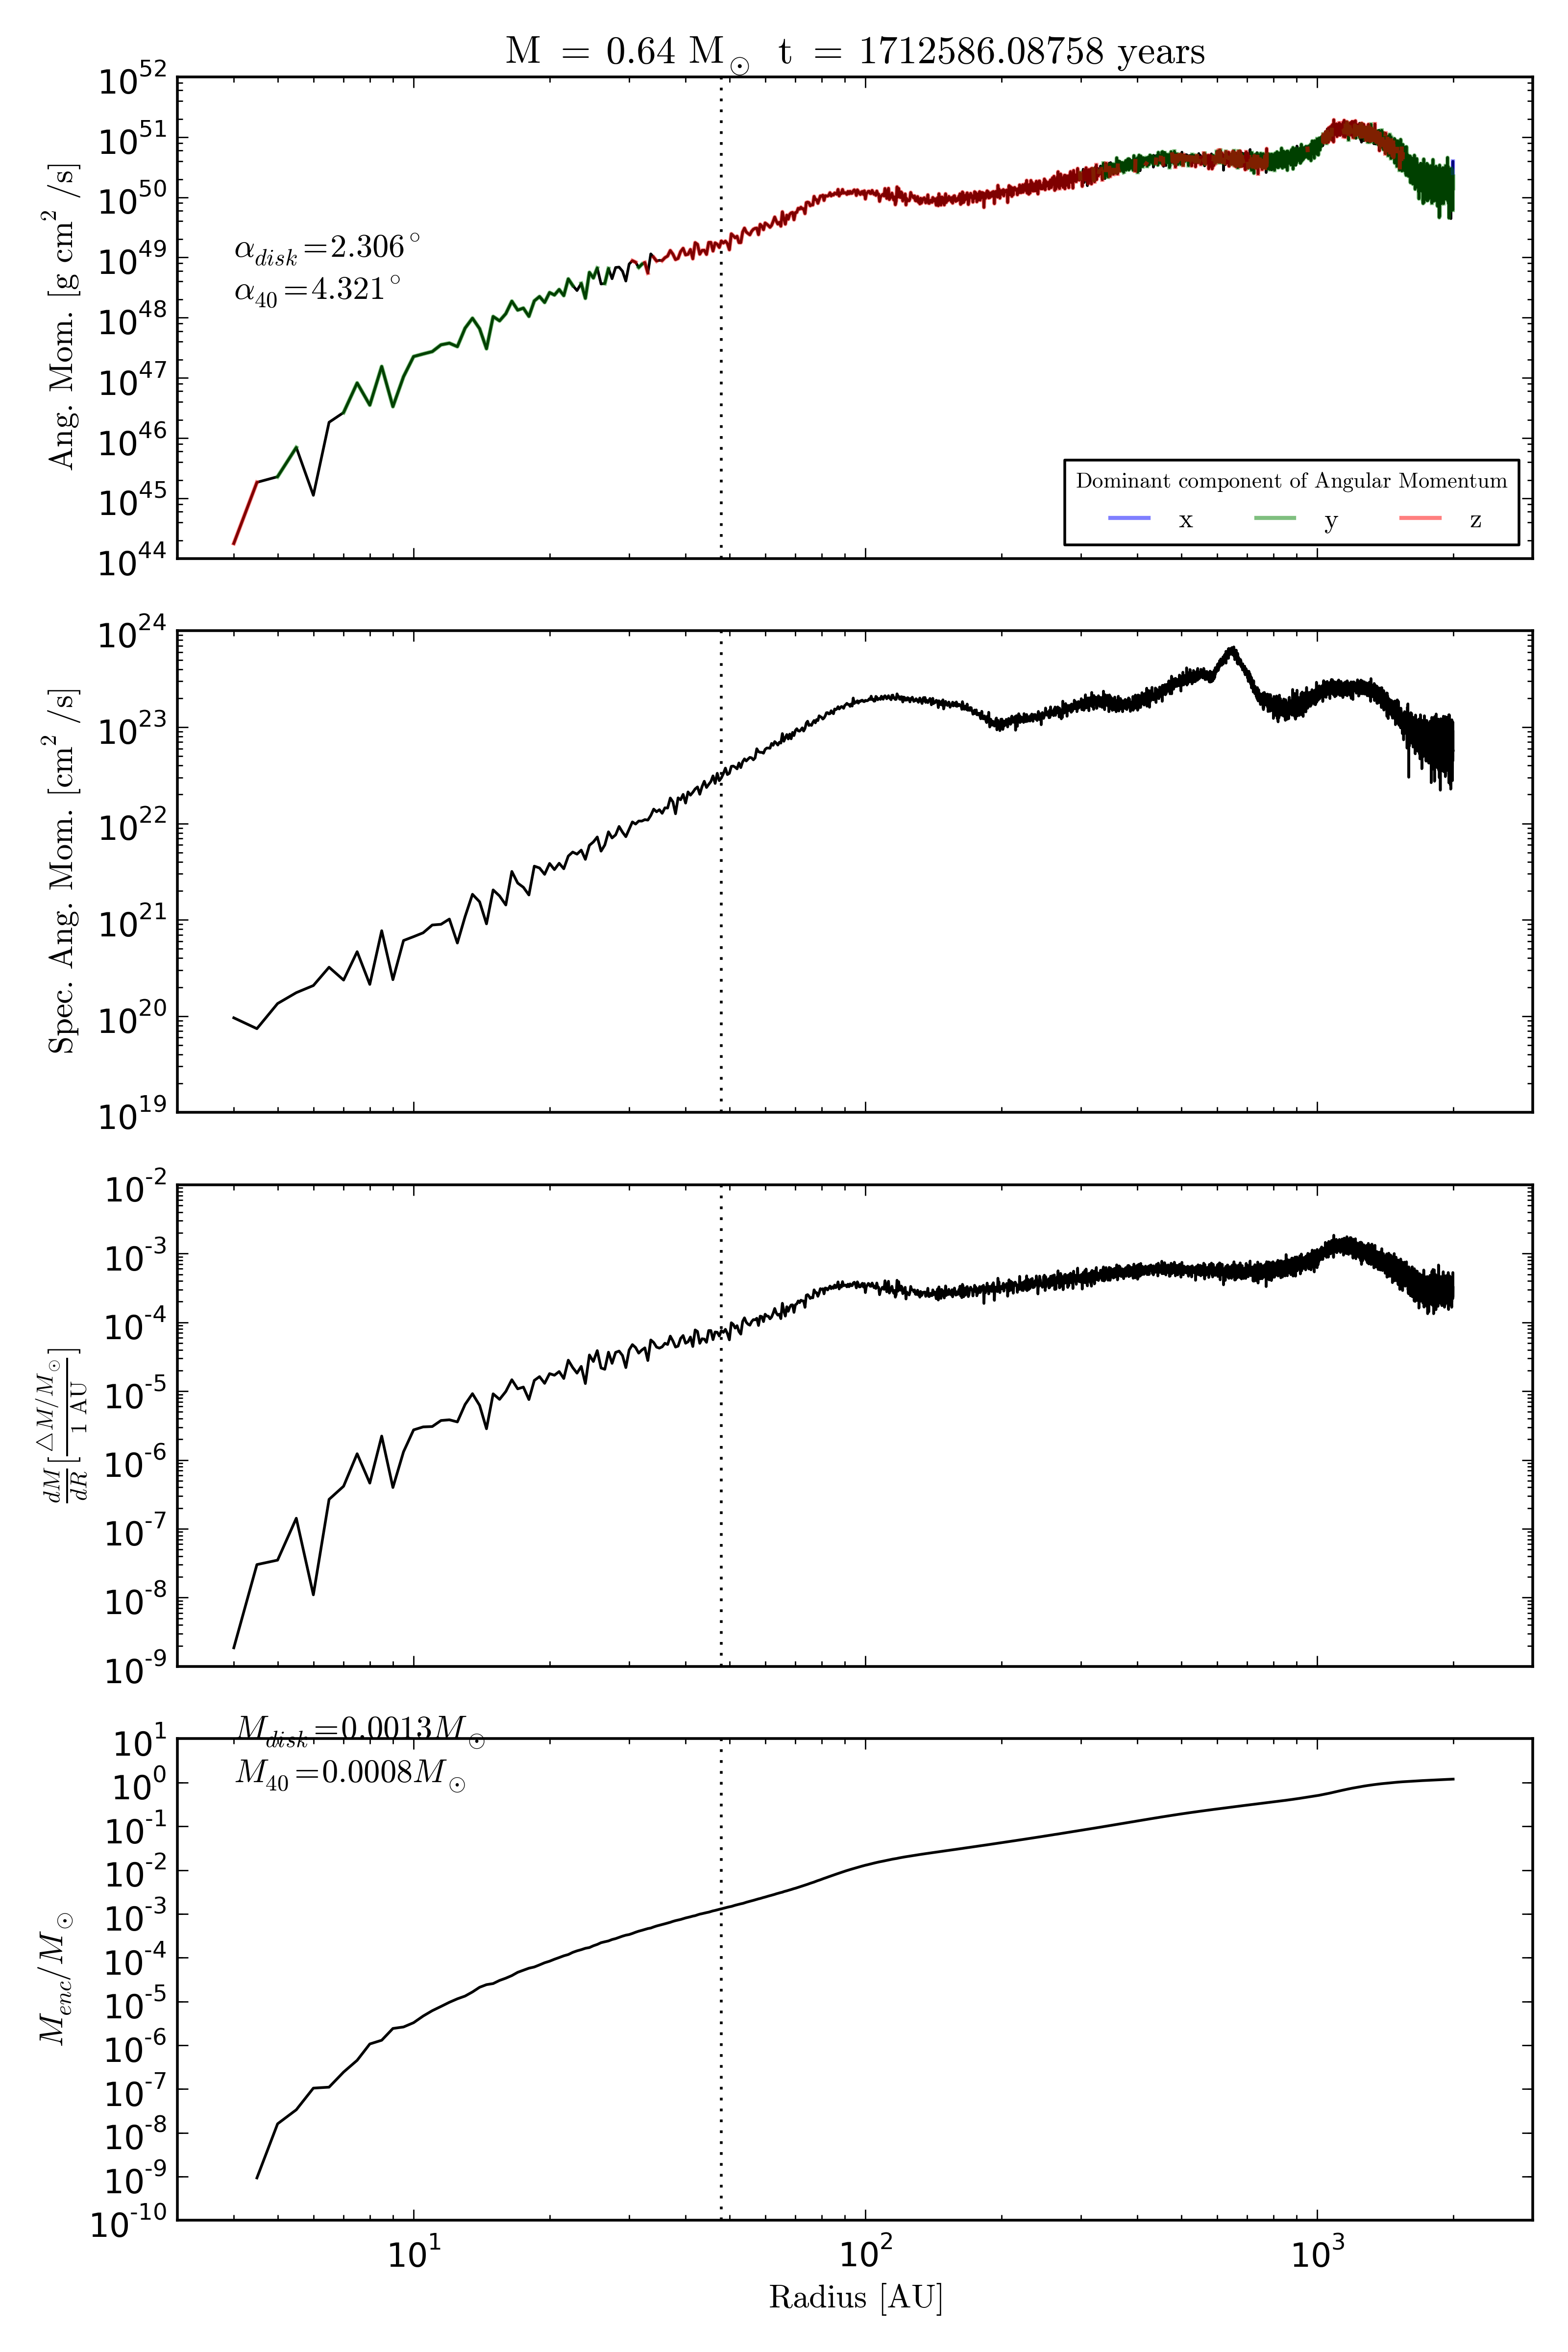 M = 0.64 M⊙ t = 1712586.08758 years
10^52
10^51
10^50
10^49
10^48
10^47
10^46
10^45
10^44
Ang. Mom. [g cm^2 /s]
α_disk=2.306°
α_40=4.321°
Dominant component of Angular Momentum
x y z
10^24
10^23
10^22
10^21
10^20
10^19
Spec. Ang. Mom. [cm^2 /s]
10^-2
10^-3
10^-4
10^-5
10^-6
10^-7
10^-8
10^-9
dM/dR [△M/M⊙ / 1 AU]
M_disk=0.0013M⊙
M_40=0.0008M⊙
10^1
10^0
10^-1
10^-2
10^-3
10^-4
10^-5
10^-6
10^-7
10^-8
10^-9
10^-10
M_enc/M⊙
10^1 10^2 10^3
Radius [AU]